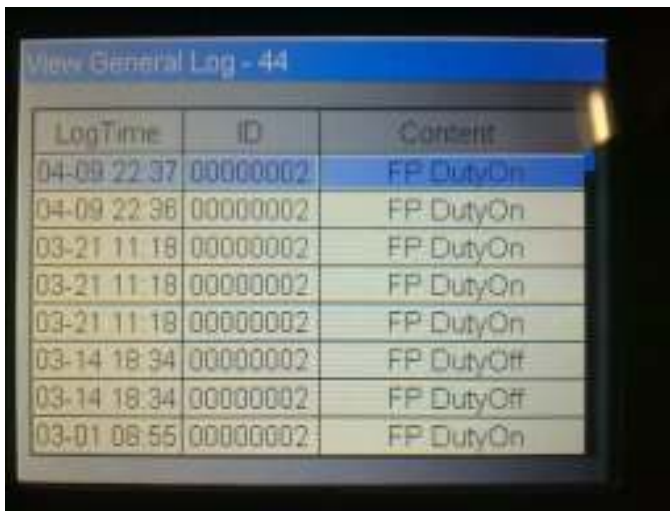 View General Log - 44
LogTime ID Content
04-09 22:37 00000002 FP DutyOn
04-09 22:36 00000002 FP DutyOn
03-21 11:18 00000002 FP DutyOn
03-21 11:18 00000002 FP DutyOn
03-21 11:18 00000002 FP DutyOn
03-14 18:34 00000002 FP DutyOff
03-14 18:34 00000002 FP DutyOff
03-01 08:55 00000002 FP DutyOn